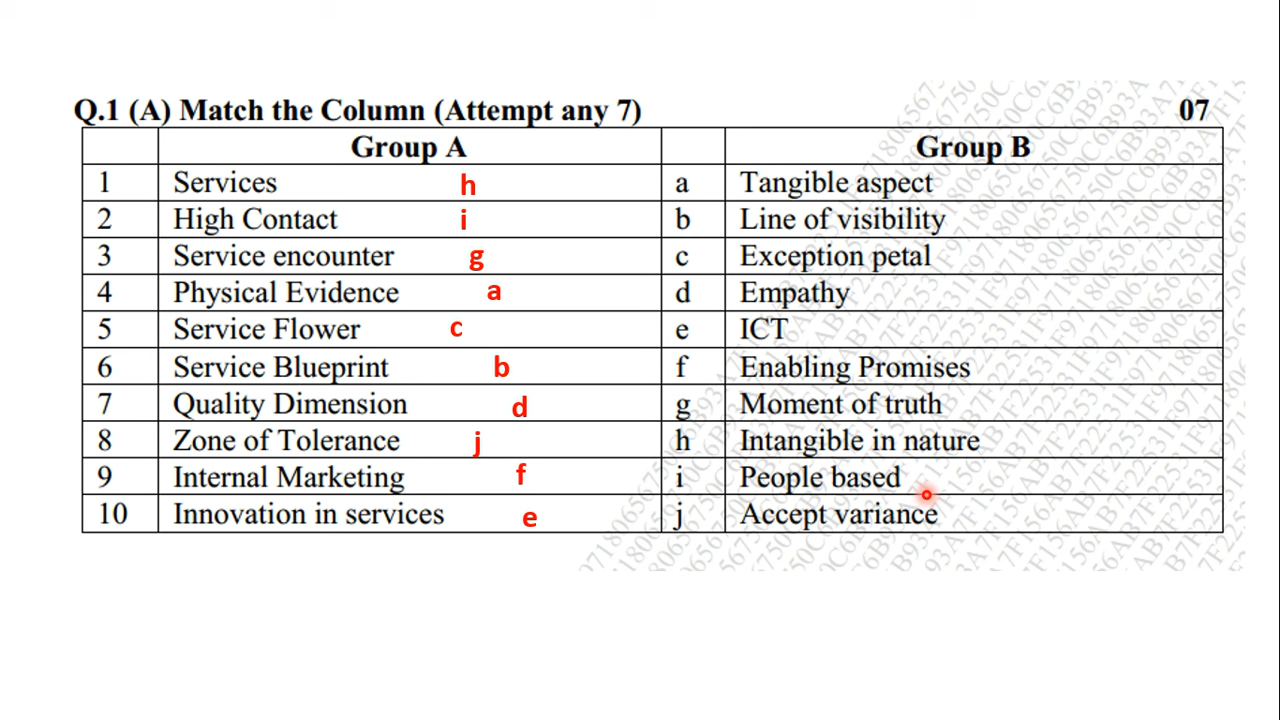 Q.1 (A) Match the Column (Attempt any 7) 07
Group A Group B
1 Services h a Tangible aspect
2 High Contact i b Line of visibility
3 Service encounter g c Exception petal
4 Physical Evidence a d Empathy
5 Service Flower c e ICT
6 Service Blueprint b f Enabling Promises
7 Quality Dimension d g Moment of truth
8 Zone of Tolerance j h Intangible in nature
9 Internal Marketing f i People based
10 Innovation in services e j Accept variance